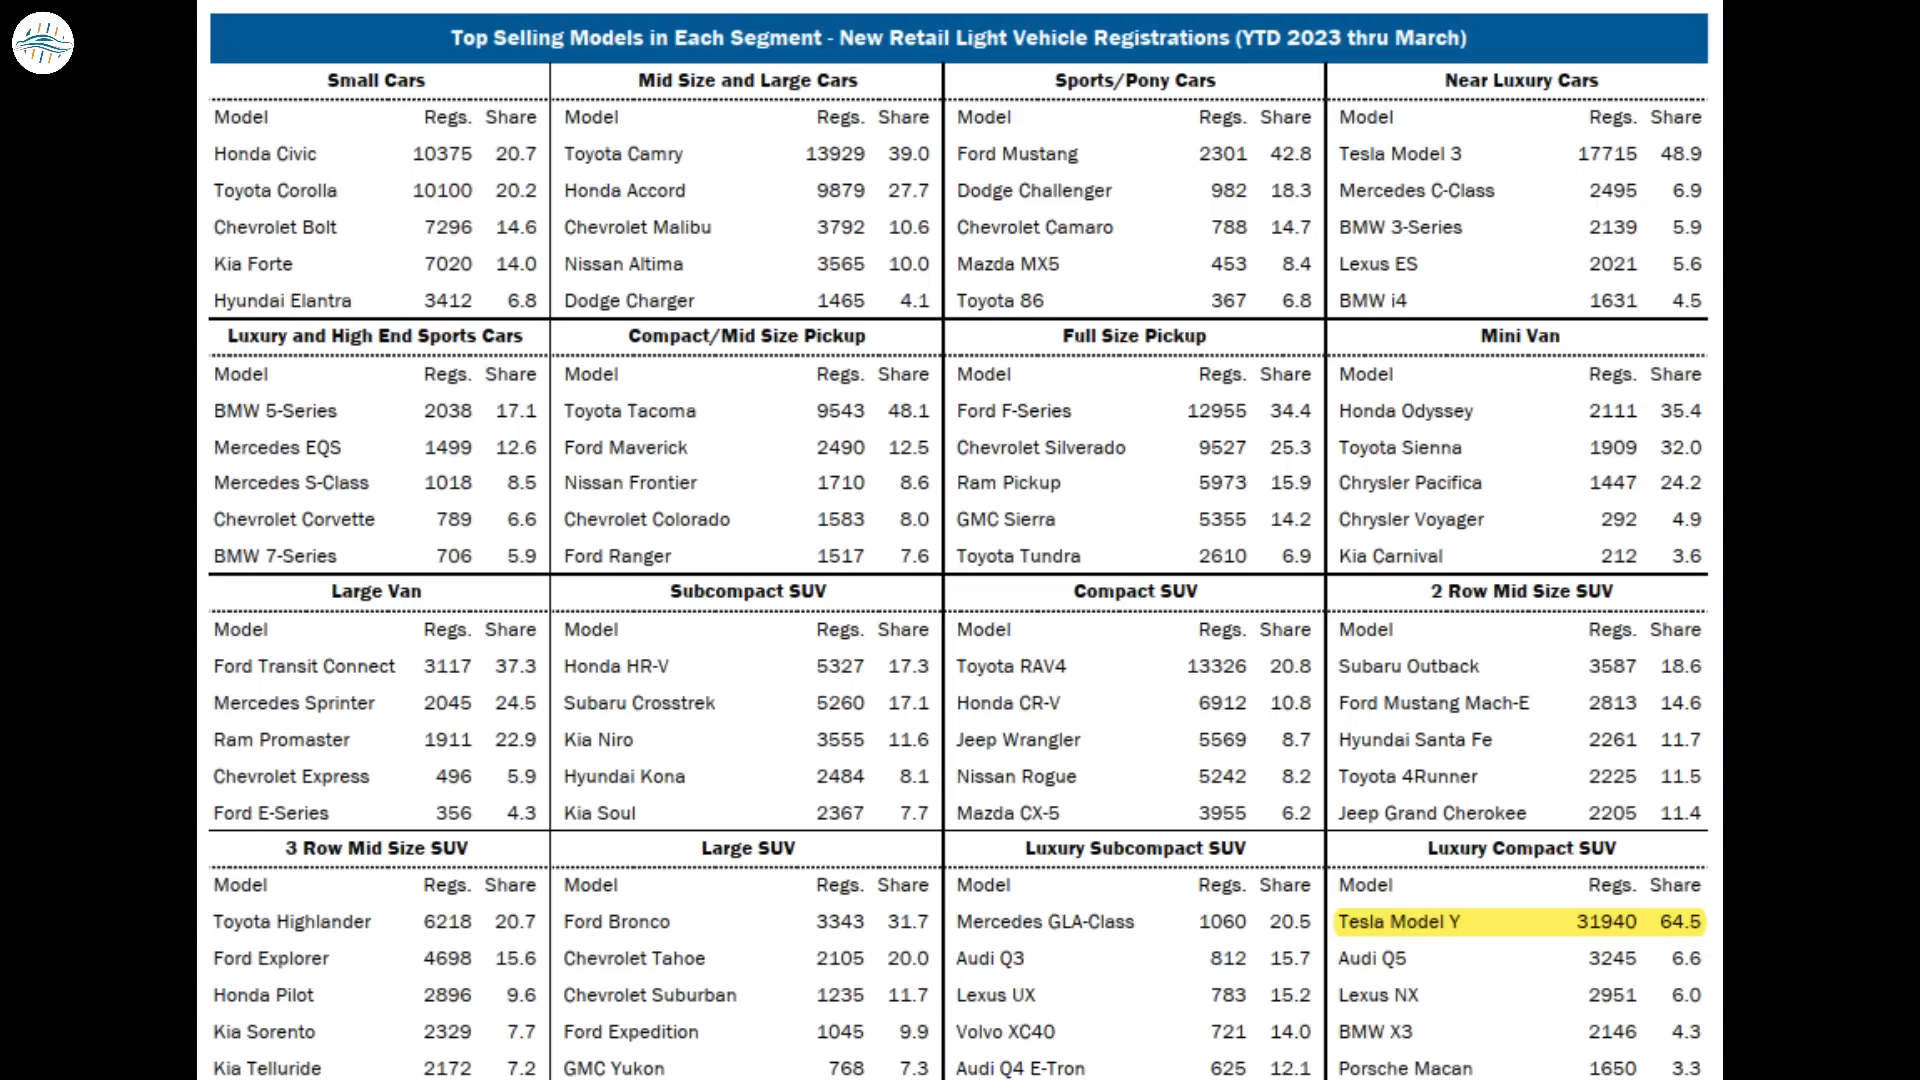 Top Selling Models in Each Segment - New Retail Light Vehicle Registrations (YTD 2023 thru March)
Small Cars
Model Regs. Share
Honda Civic 10375 20.7
Toyota Corolla 10100 20.2
Chevrolet Bolt 7296 14.6
Kia Forte 7020 14.0
Hyundai Elantra 3412 6.8
Mid Size and Large Cars
Model Regs. Share
Toyota Camry 13929 39.0
Honda Accord 9879 27.7
Chevrolet Malibu 3792 10.6
Nissan Altima 3565 10.0
Dodge Charger 1465 4.1
Sports/Pony Cars
Model Regs. Share
Ford Mustang 2301 42.8
Dodge Challenger 982 18.3
Chevrolet Camaro 788 14.7
Mazda MX5 453 8.4
Toyota 86 367 6.8
Near Luxury Cars
Model Regs. Share
Tesla Model 3 17715 48.9
Mercedes C-Class 2495 6.9
BMW 3-Series 2139 5.9
Lexus ES 2021 5.6
BMW i4 1631 4.5
Luxury and High End Sports Cars
Model Regs. Share
BMW 5-Series 2038 17.1
Mercedes EQS 1499 12.6
Mercedes S-Class 1018 8.5
Chevrolet Corvette 789 6.6
BMW 7-Series 706 5.9
Compact/Mid Size Pickup
Model Regs. Share
Toyota Tacoma 9543 48.1
Ford Maverick 2490 12.5
Nissan Frontier 1710 8.6
Chevrolet Colorado 1583 8.0
Ford Ranger 1517 7.6
Full Size Pickup
Model Regs. Share
Ford F-Series 12955 34.4
Chevrolet Silverado 9527 25.3
Ram Pickup 5973 15.9
GMC Sierra 5355 14.2
Toyota Tundra 2610 6.9
Mini Van
Model Regs. Share
Honda Odyssey 2111 35.4
Toyota Sienna 1909 32.0
Chrysler Pacifica 1447 24.2
Chrysler Voyager 292 4.9
Kia Carnival 212 3.6
Large Van
Model Regs. Share
Ford Transit Connect 3117 37.3
Mercedes Sprinter 2045 24.5
Ram Promaster 1911 22.9
Chevrolet Express 496 5.9
Ford E-Series 356 4.3
Subcompact SUV
Model Regs. Share
Honda HR-V 5327 17.3
Subaru Crosstrek 5260 17.1
Kia Niro 3555 11.6
Hyundai Kona 2484 8.1
Kia Soul 2367 7.7
Compact SUV
Model Regs. Share
Toyota RAV4 13326 20.8
Honda CR-V 6912 10.8
Jeep Wrangler 5569 8.7
Nissan Rogue 5242 8.2
Mazda CX-5 3955 6.2
2 Row Mid Size SUV
Model Regs. Share
Subaru Outback 3587 18.6
Ford Mustang Mach-E 2813 14.6
Hyundai Santa Fe 2261 11.7
Toyota 4Runner 2225 11.5
Jeep Grand Cherokee 2205 11.4
3 Row Mid Size SUV
Model Regs. Share
Toyota Highlander 6218 20.7
Ford Explorer 4698 15.6
Honda Pilot 2896 9.6
Kia Sorento 2329 7.7
Kia Telluride 2172 7.2
Large SUV
Model Regs. Share
Ford Bronco 3343 31.7
Chevrolet Tahoe 2105 20.0
Chevrolet Suburban 1235 11.7
Ford Expedition 1045 9.9
GMC Yukon 768 7.3
Luxury Subcompact SUV
Model Regs. Share
Mercedes GLA-Class 1060 20.5
Audi Q3 812 15.7
Lexus UX 783 15.2
Volvo XC40 721 14.0
Audi Q4 E-Tron 625 12.1
Luxury Compact SUV
Model Regs. Share
Tesla Model Y 31940 64.5
Audi Q5 3245 6.6
Lexus NX 2951 6.0
BMW X3 2146 4.3
Porsche Macan 1650 3.3